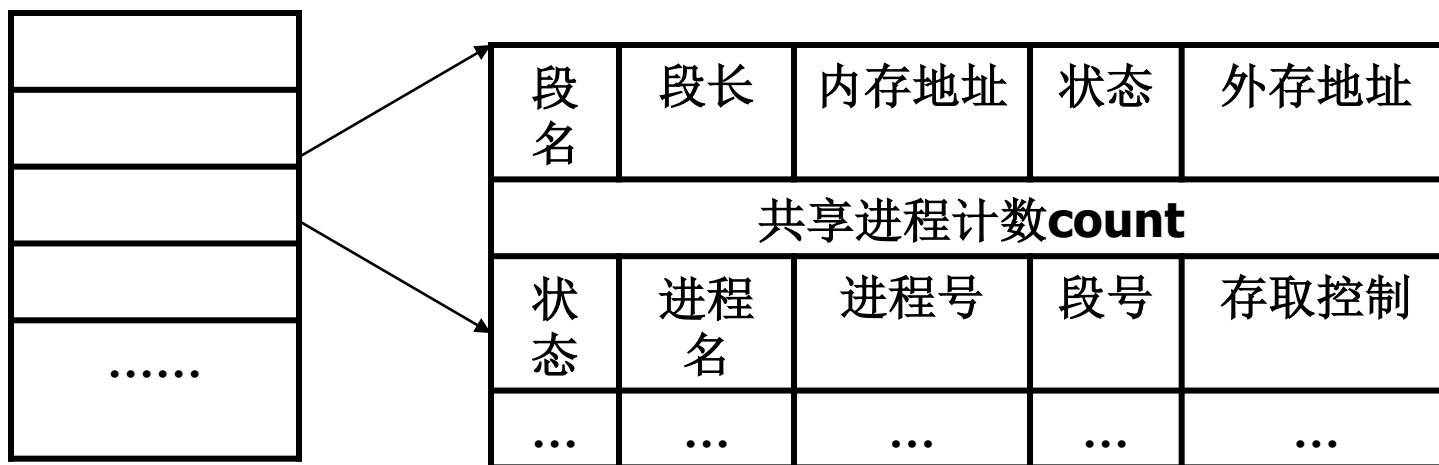 段名 段长 内存地址 状态 外存地址
共享进程计数count
状态 进程名 进程号 段号 存取控制
……
... ... ... ... ...